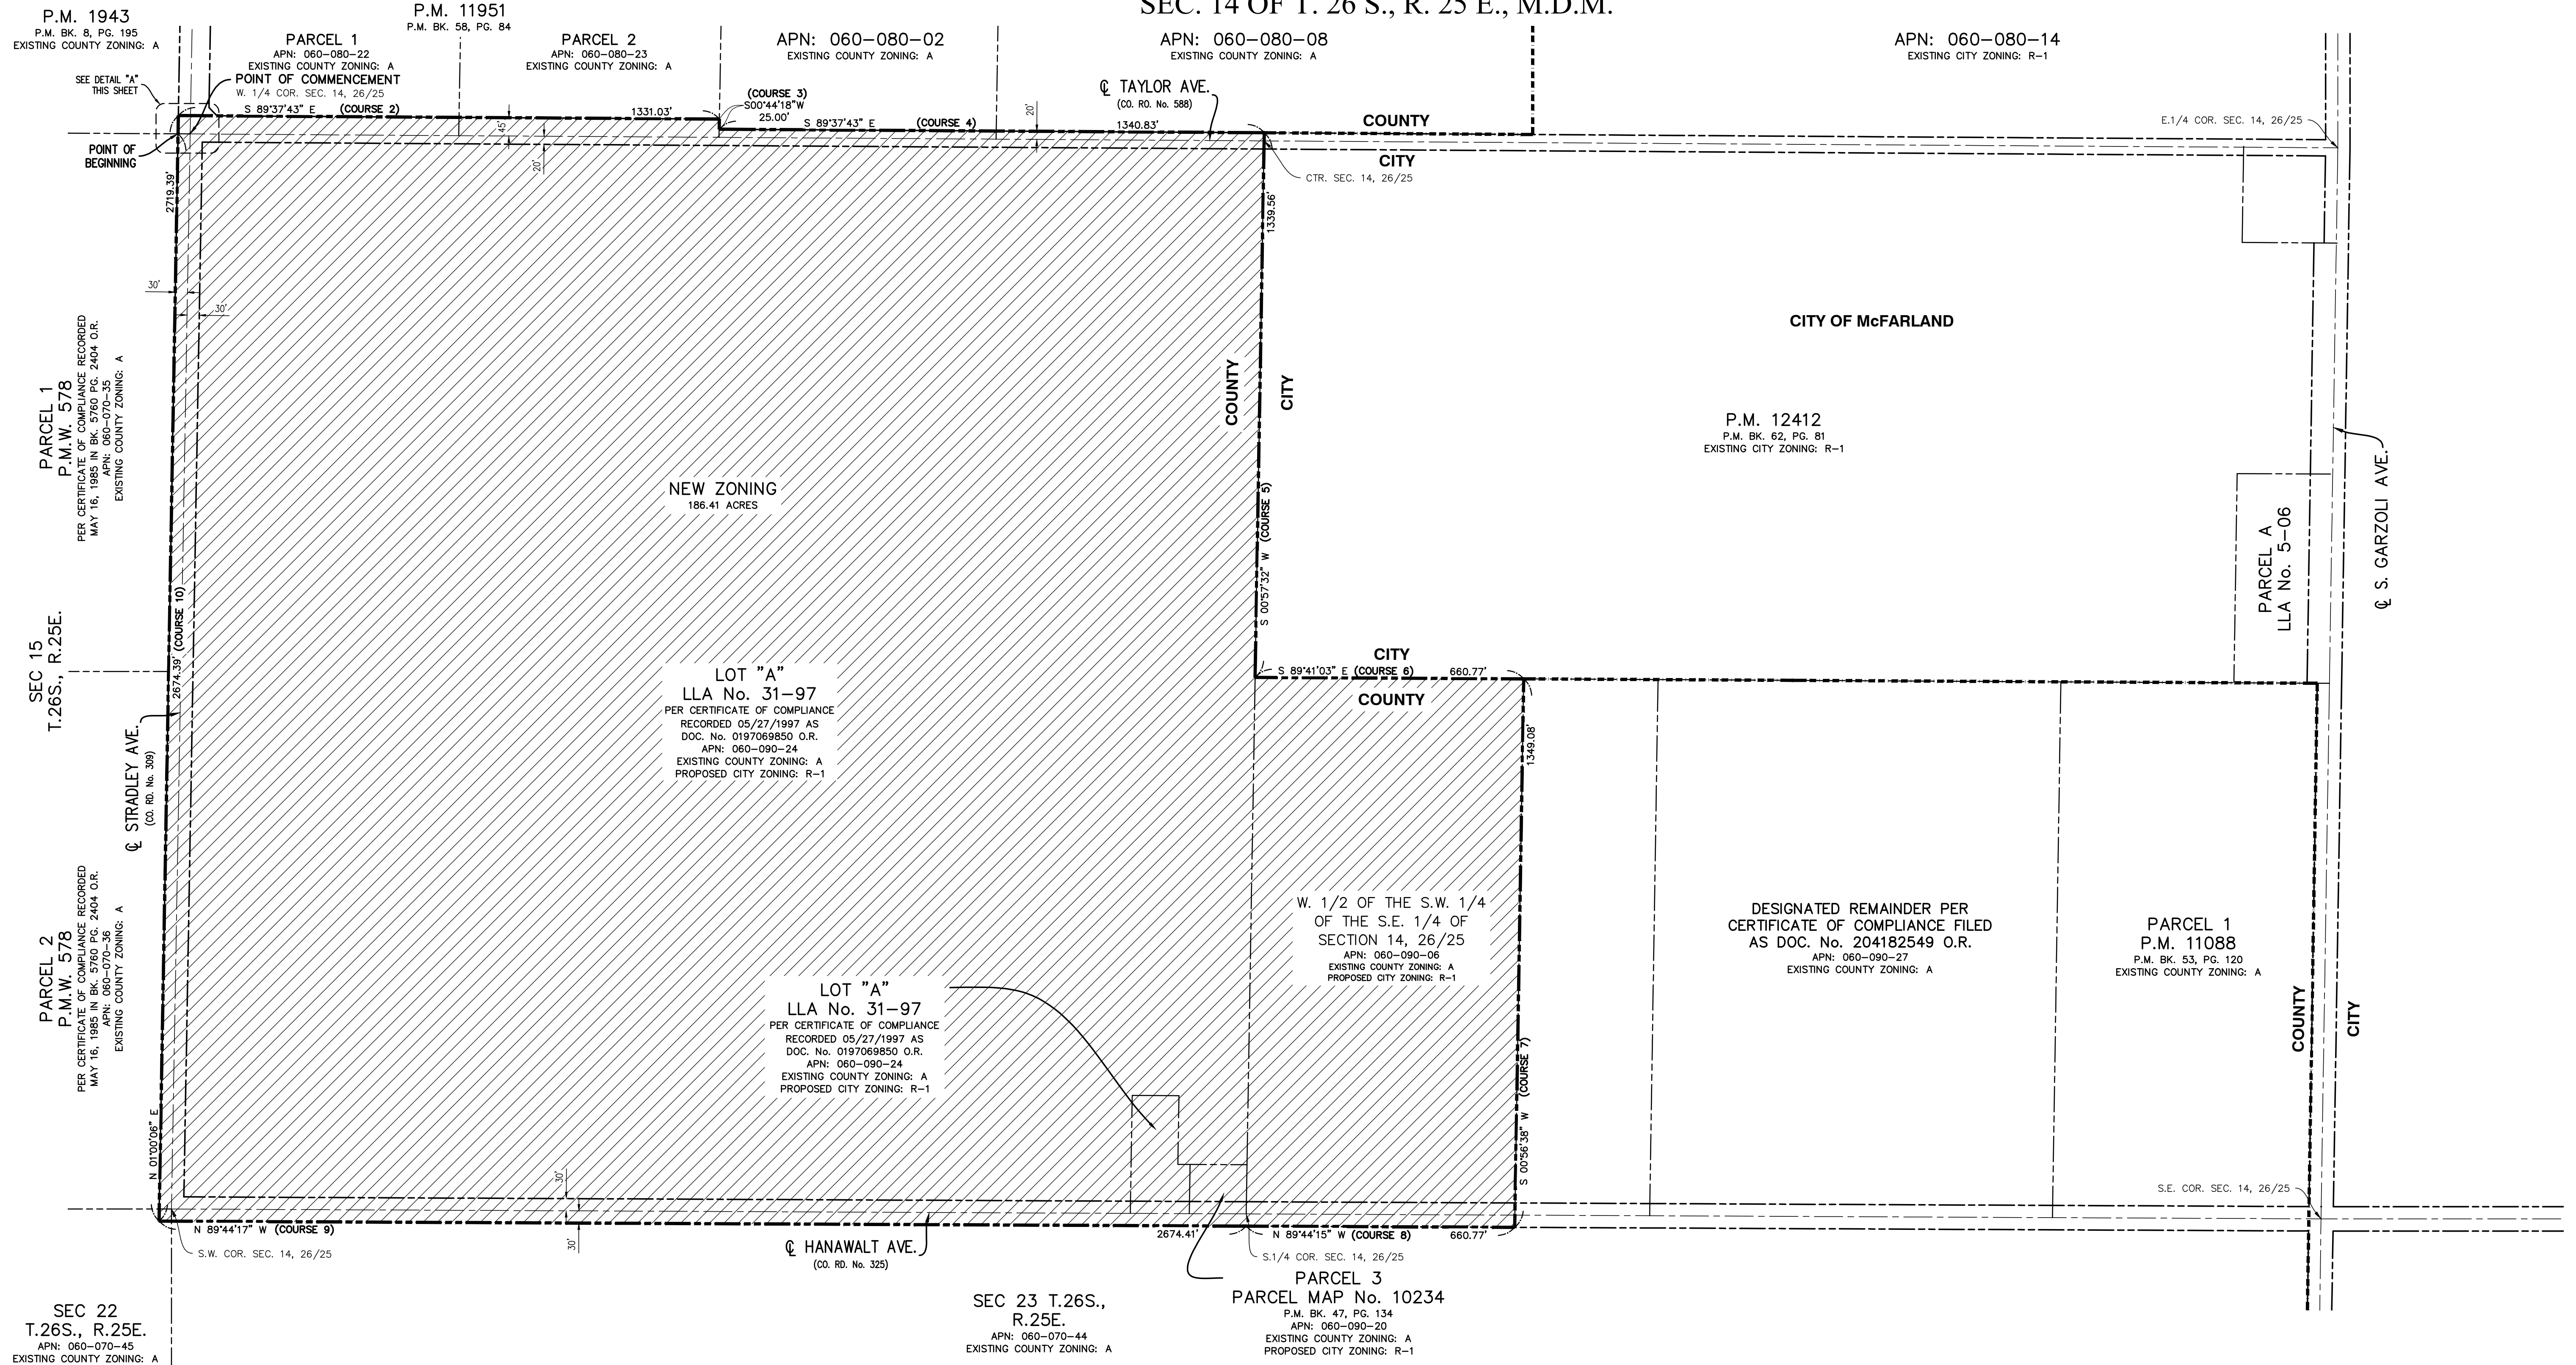 SEC. 14 OF T. 26 S., R. 25 E., M.D.M.
P.M. 1943
P.M. BK. 8, PG. 195
EXISTING COUNTY ZONING: A
P.M. 11951
P.M. BK. 58, PG. 84
PARCEL 1
APN: 060-080-22
EXISTING COUNTY ZONING: A
PARCEL 2
APN: 060-080-23
EXISTING COUNTY ZONING: A
APN: 060-080-02
EXISTING COUNTY ZONING: A
APN: 060-080-08
EXISTING COUNTY ZONING: A
APN: 060-080-14
EXISTING CITY ZONING: R-1
SEE DETAIL "A"
THIS SHEET
POINT OF COMMENCEMENT
W. 1/4 COR. SEC. 14, 26/25
S 89°37'43" E (COURSE 2) 1331.03'
(COURSE 3)
S00°44'18"W
25.00'
S 89°37'43" E (COURSE 4) 1340.83'
45'
20'
20'
℄ TAYLOR AVE.
(CO. RO. No. 588)
COUNTY
CITY
E.1/4 COR. SEC. 14, 26/25
POINT OF
BEGINNING
CTR. SEC. 14, 26/25
2719.39'
1339.56'
30'
30'
CITY OF McFARLAND
PARCEL 1
P.M.W. 578
PER CERTIFICATE OF COMPLIANCE RECORDED
MAY 16, 1985 IN BK. 5760 PG. 2404 O.R.
APN: 060-070-35
EXISTING COUNTY ZONING: A
COUNTY
CITY
P.M. 12412
P.M. BK. 62, PG. 81
EXISTING CITY ZONING: R-1
NEW ZONING
186.41 ACRES
S 00°57'32" W (COURSE 5)
PARCEL A
LLA No. 5-06
℄ S. GARZOLI AVE.
SEC 15
T.26S., R.25E.
2674.39' (COURSE 10)
CITY
S 89°41'03" E (COURSE 6) 660.77'
COUNTY
LOT "A"
LLA No. 31-97
PER CERTIFICATE OF COMPLIANCE
RECORDED 05/27/1997 AS
DOC. No. 0197069850 O.R.
APN: 060-090-24
EXISTING COUNTY ZONING: A
PROPOSED CITY ZONING: R-1
℄ STRADLEY AVE.
(CO. RD. No. 309)
1349.08'
PARCEL 2
P.M.W. 578
PER CERTIFICATE OF COMPLIANCE RECORDED
MAY 16, 1985 IN BK. 5760 PG. 2404 O.R.
APN: 060-070-36
EXISTING COUNTY ZONING: A
W. 1/2 OF THE S.W. 1/4
OF THE S.E. 1/4 OF
SECTION 14, 26/25
APN: 060-090-06
EXISTING COUNTY ZONING: A
PROPOSED CITY ZONING: R-1
DESIGNATED REMAINDER PER
CERTIFICATE OF COMPLIANCE FILED
AS DOC. No. 204182549 O.R.
APN: 060-090-27
EXISTING COUNTY ZONING: A
PARCEL 1
P.M. 11088
P.M. BK. 53, PG. 120
EXISTING COUNTY ZONING: A
COUNTY
CITY
LOT "A"
LLA No. 31-97
PER CERTIFICATE OF COMPLIANCE
RECORDED 05/27/1997 AS
DOC. No. 0197069850 O.R.
APN: 060-090-24
EXISTING COUNTY ZONING: A
PROPOSED CITY ZONING: R-1
N 01°00'06" E
S 00°56'38" W (COURSE 7)
30'
30'
S.E. COR. SEC. 14, 26/25
N 89°44'17" W (COURSE 9)
S.W. COR. SEC. 14, 26/25
℄ HANAWALT AVE.
(CO. RD. No. 325)
2674.41'
N 89°44'15" W (COURSE 8) 660.77'
S.1/4 COR. SEC. 14, 26/25
PARCEL 3
PARCEL MAP No. 10234
P.M. BK. 47, PG. 134
APN: 060-090-20
EXISTING COUNTY ZONING: A
PROPOSED CITY ZONING: R-1
SEC 23 T.26S.,
R.25E.
APN: 060-070-44
EXISTING COUNTY ZONING: A
SEC 22
T.26S., R.25E.
APN: 060-070-45
EXISTING COUNTY ZONING: A